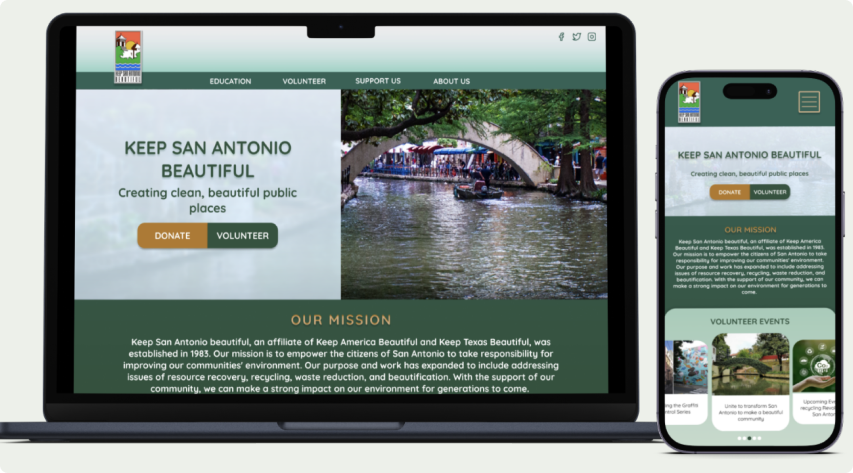 KEEP SAN ANTONIO
BEAUTIFUL
EDUCATION VOLUNTEER SUPPORT US ABOUT US
KEEP SAN ANTONIO
BEAUTIFUL
Creating clean, beautiful public
places
DONATE VOLUNTEER
OUR MISSION
Keep San Antonio beautiful, an affiliate of Keep America Beautiful and Keep Texas Beautiful, was
established in 1983. Our mission is to empower the citizens of San Antonio to take responsibility for
improving our communities' environment. Our purpose and work has expanded to include addressing
issues of resource recovery, recycling, waste reduction, and beautification. With the support of our
community, we can make a strong impact on our environment for generations to come.
KEEP SAN ANTONIO BEAUTIFUL
Creating clean, beautiful public places
DONATE VOLUNTEER
OUR MISSION
Keep San Antonio beautiful, an affiliate of Keep America
Beautiful and Keep Texas Beautiful, was established in 1983.
Our mission is to empower the citizens of San Antonio to take
responsibility for improving our communities' environment.
Our purpose and work has expanded to include addressing
issues of resource recovery, recycling, waste reduction, and
beautification. With the support of our community, we can
make a strong impact on our environment for generations to
come.
VOLUNTEER EVENTS
ng the Graffiti
ntrol Series
Unite to transform San
Antonio to make a beautiful
community
Upcoming Eve
recycling Reva
San Anton